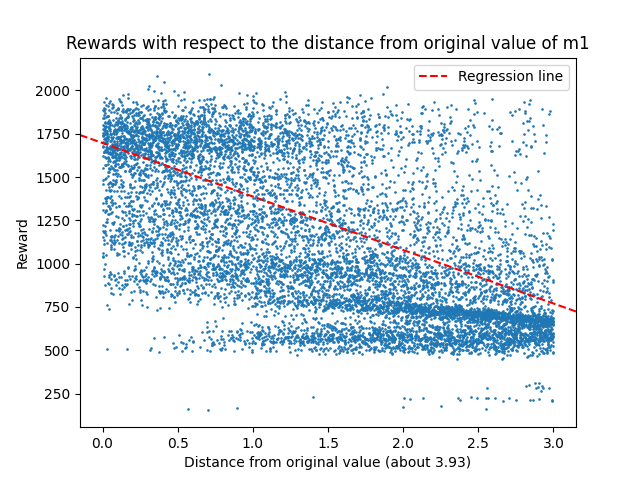 Rewards with respect to the distance from original value of m1
Regression line
2000
1750
1500
1250
1000
750
500
250
Reward
0.0 0.5 1.0 1.5 2.0 2.5 3.0
Distance from original value (about 3.93)